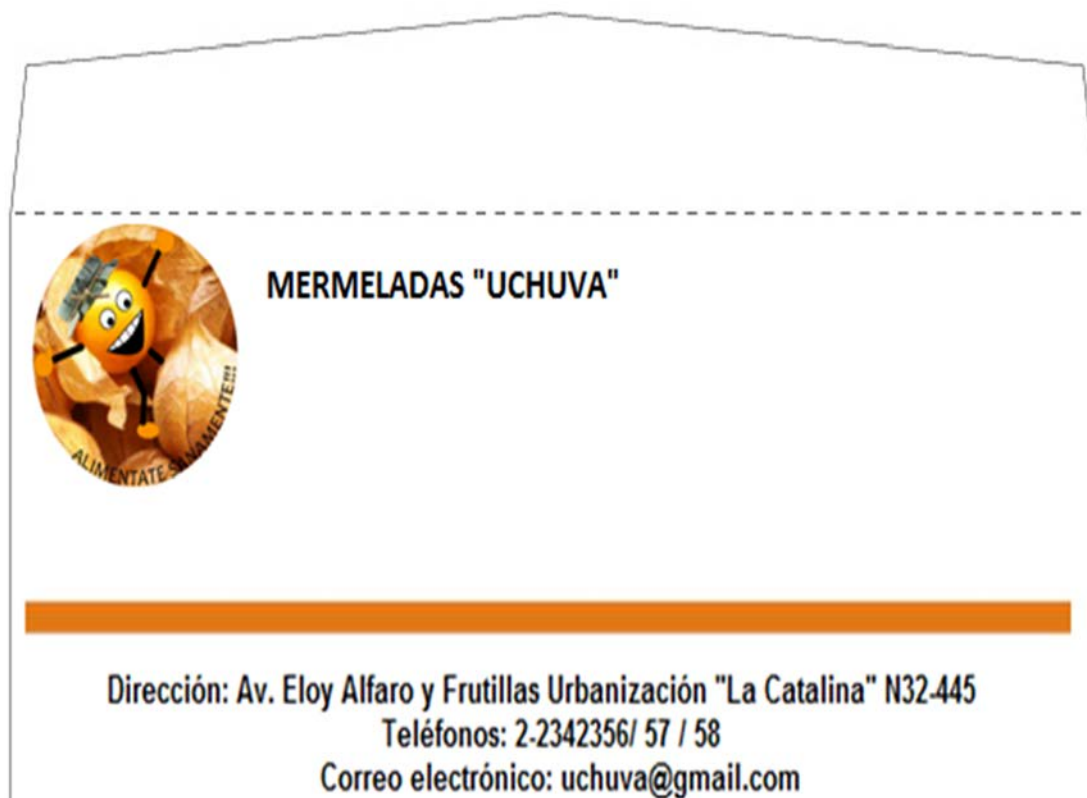 MERMELADAS "UCHUVA"
ALIMENTATE SANAMENTE!!!
Dirección: Av. Eloy Alfaro y Frutillas Urbanización "La Catalina" N32-445
Teléfonos: 2-2342356/ 57 / 58
Correo electrónico: uchuva@gmail.com